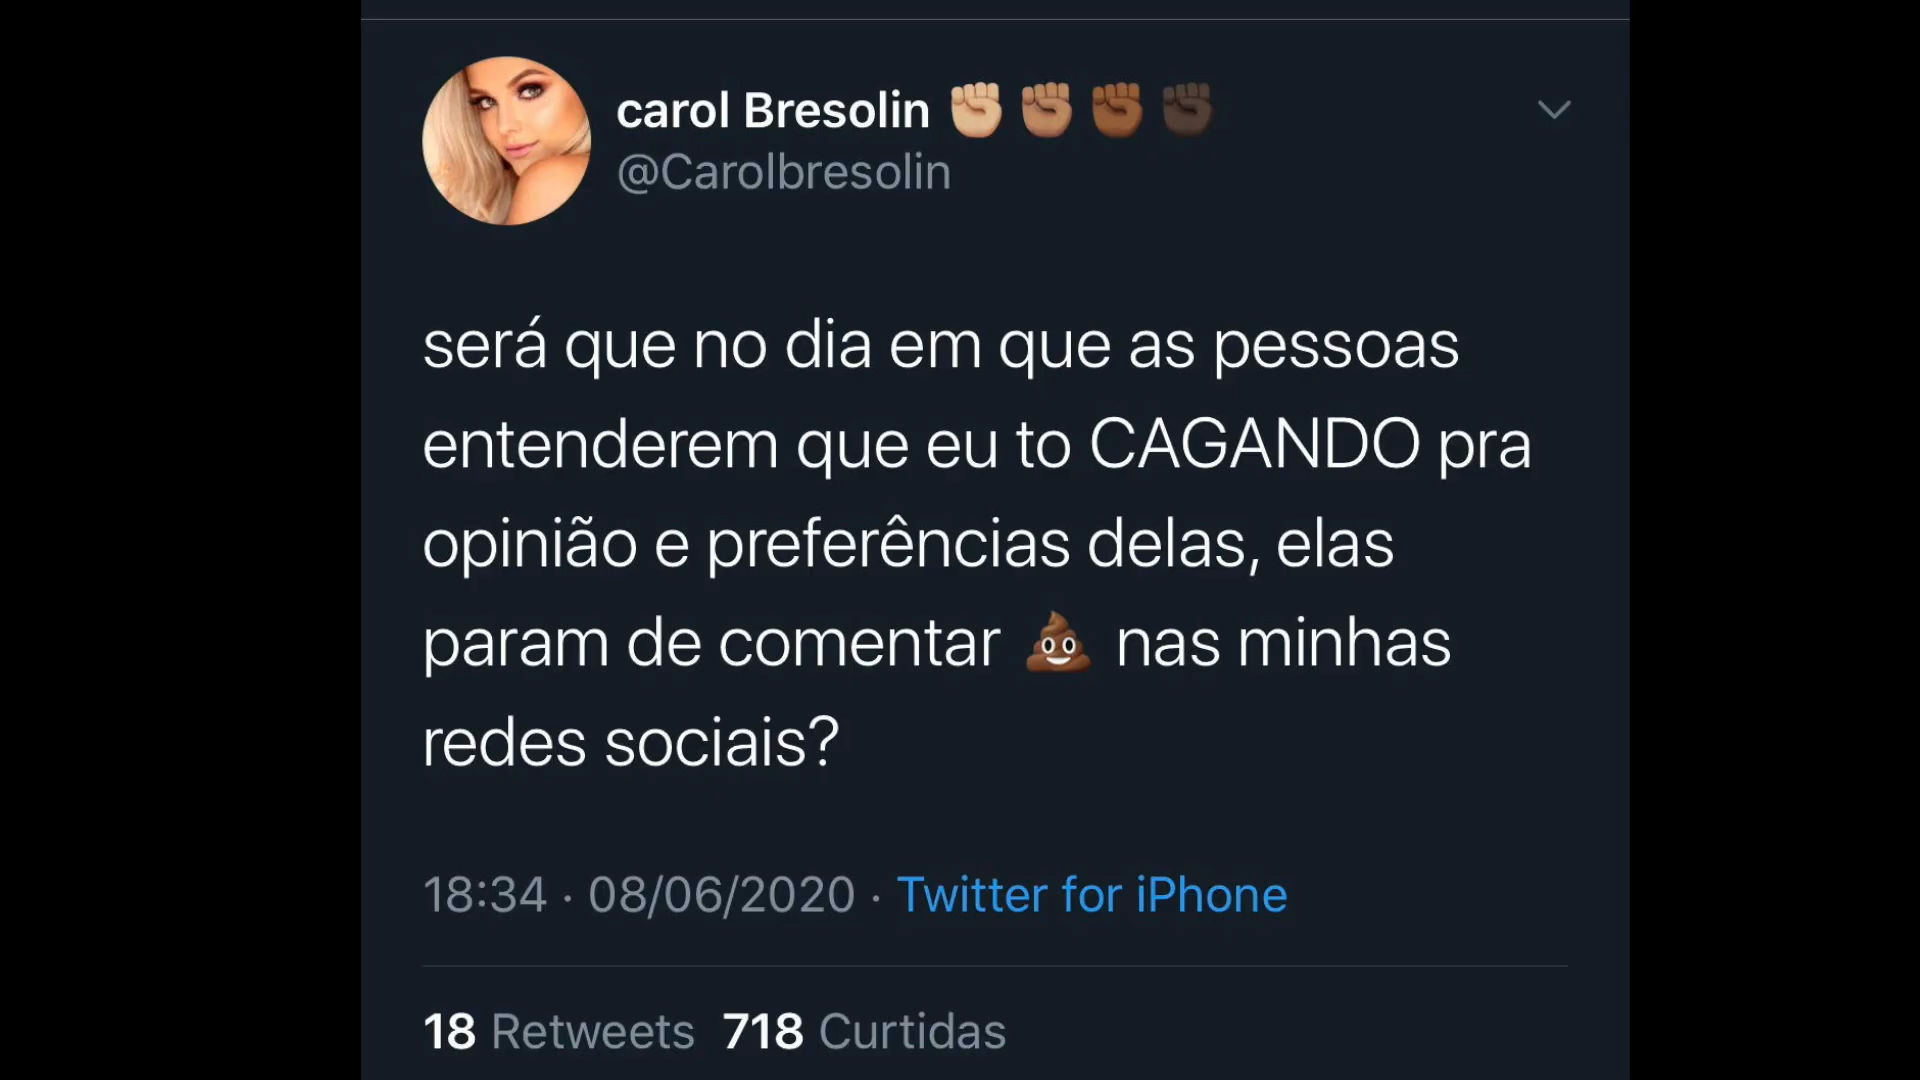 carol Bresolin ✊🏼 ✊🏽 ✊🏾 ✊🏿
@Carolbresolin
será que no dia em que as pessoas
entenderem que eu to CAGANDO pra
opinião e preferências delas, elas
param de comentar 💩 nas minhas
redes sociais?
18:34 · 08/06/2020 · Twitter for iPhone
18 Retweets 718 Curtidas